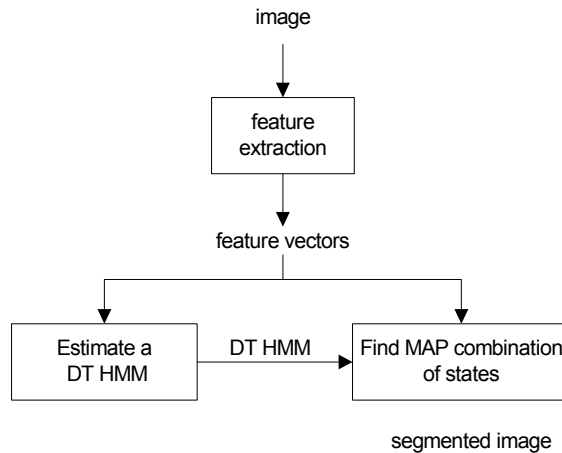 image
feature
extraction
feature vectors
Estimate a
DT HMM
DT HMM
Find MAP combination
of states
segmented image